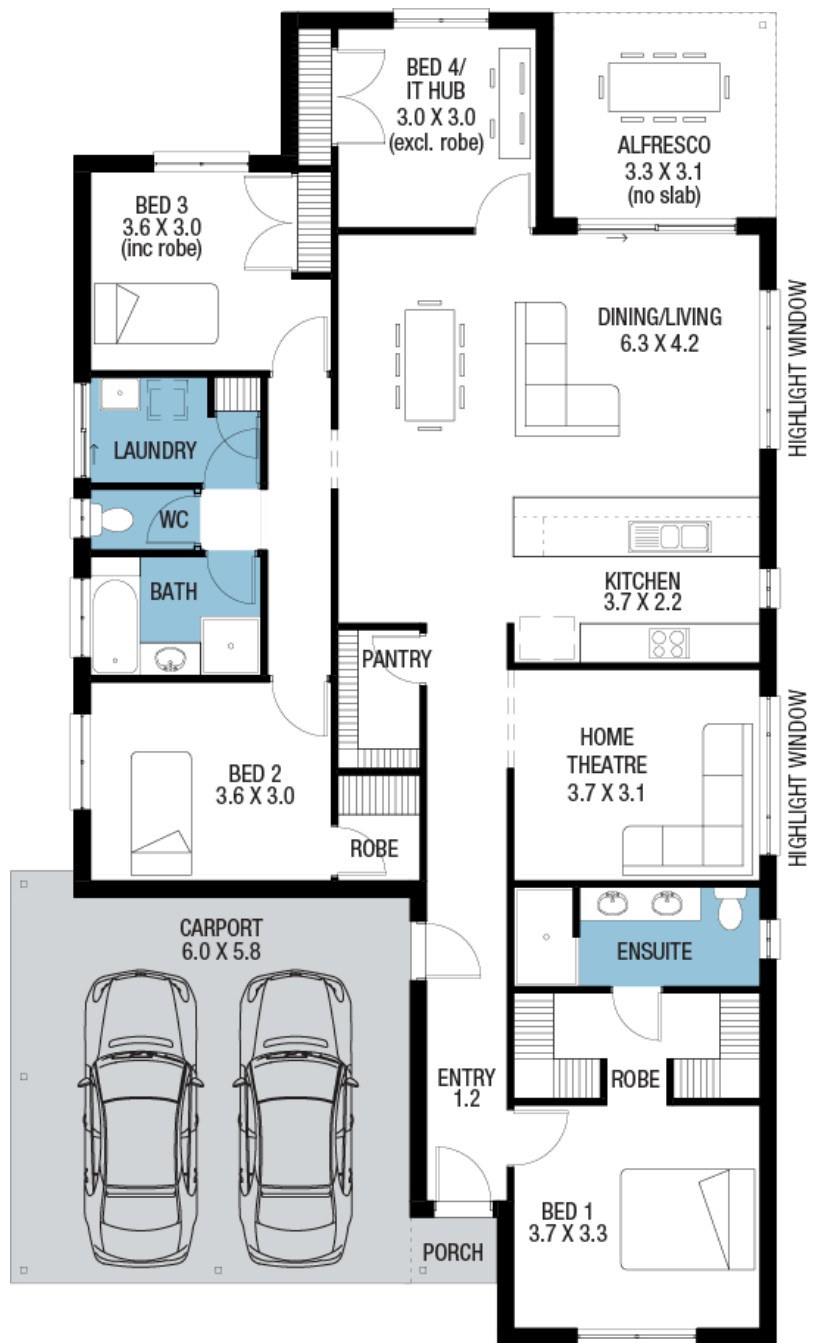 BED 4/
IT HUB
3.0 X 3.0
(excl. robe)
ALFRESCO
3.3 X 3.1
(no slab)
BED 3
3.6 X 3.0
(inc robe)
DINING/LIVING
6.3 X 4.2
HIGHLIGHT WINDOW
LAUNDRY
WC
BATH
KITCHEN
3.7 X 2.2
PANTRY
HOME
THEATRE
3.7 X 3.1
HIGHLIGHT WINDOW
BED 2
3.6 X 3.0
ROBE
CARPORT
6.0 X 5.8
ENSUITE
ENTRY
1.2
ROBE
BED 1
3.7 X 3.3
PORCH